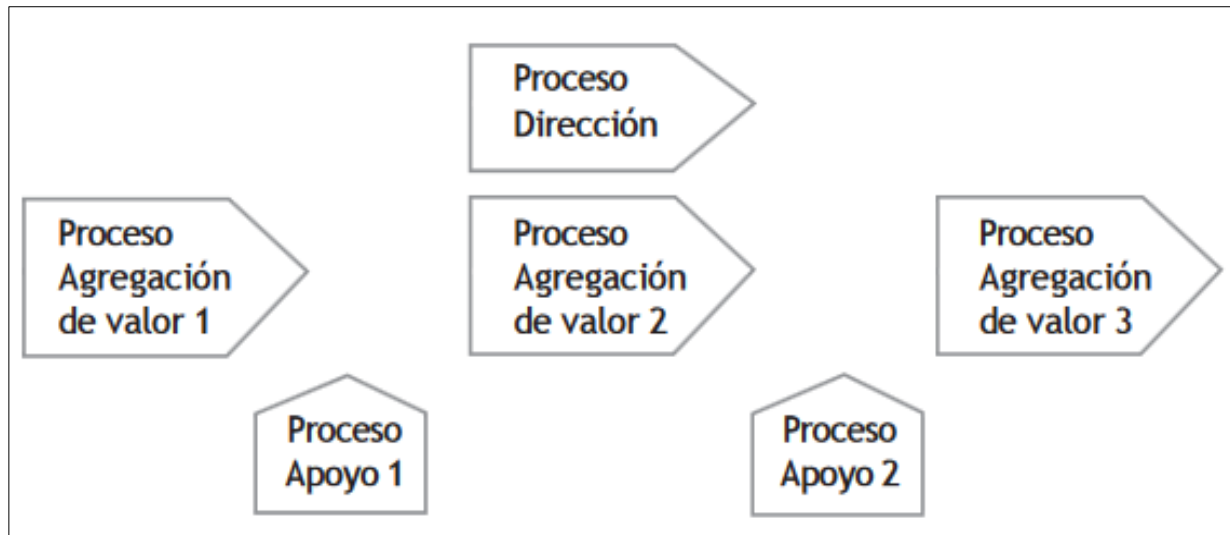 Proceso
Dirección
Proceso
Agregación
de valor 1
Proceso
Agregación
de valor 2
Proceso
Agregación
de valor 3
Proceso
Apoyo 1
Proceso
Apoyo 2